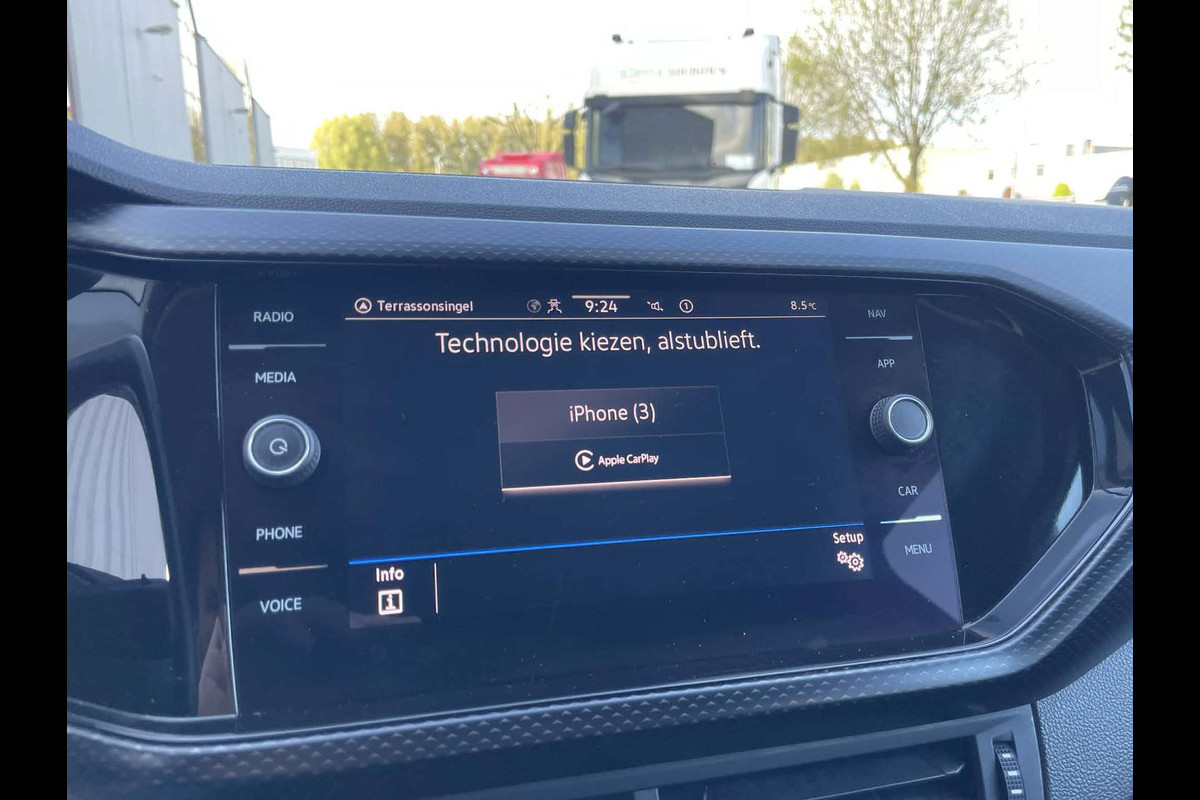 RADIO
MEDIA
PHONE
VOICE
Terrassonsingel
9:24
1
8.5°C
Technologie kiezen, alstublieft.
iPhone (3)
Apple CarPlay
Setup
Info
i
NAV
APP
CAR
MENU